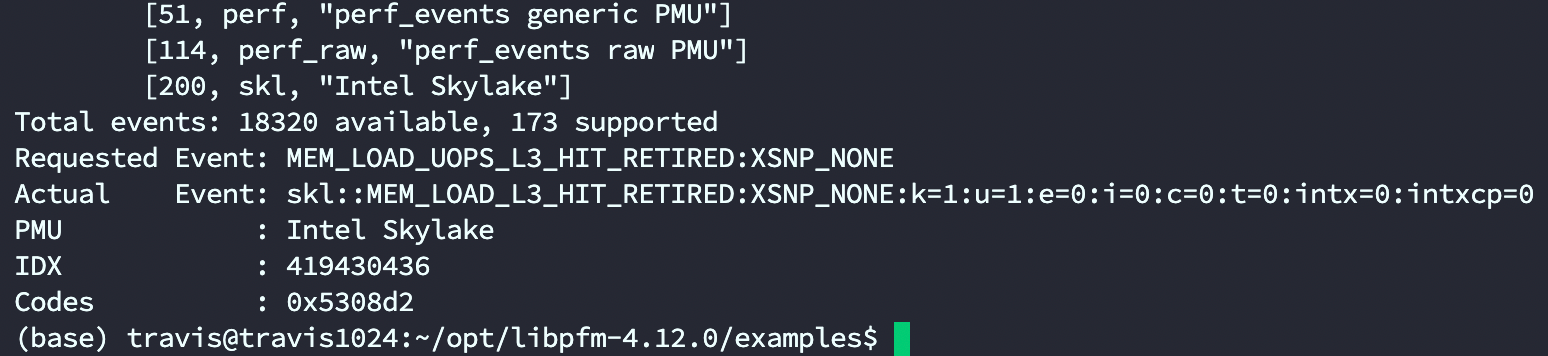 [51, perf, "perf_events generic PMU"]
[114, perf_raw, "perf_events raw PMU"]
[200, skl, "Intel Skylake"]
Total events: 18320 available, 173 supported
Requested Event: MEM_LOAD_UOPS_L3_HIT_RETIRED:XSNP_NONE
Actual    Event: skl::MEM_LOAD_L3_HIT_RETIRED:XSNP_NONE:k=1:u=1:e=0:i=0:c=0:t=0:intx=0:intxcp=0
PMU            : Intel Skylake
IDX            : 419430436
Codes          : 0x5308d2
(base) travis@travis1024:~/opt/libpfm-4.12.0/examples$